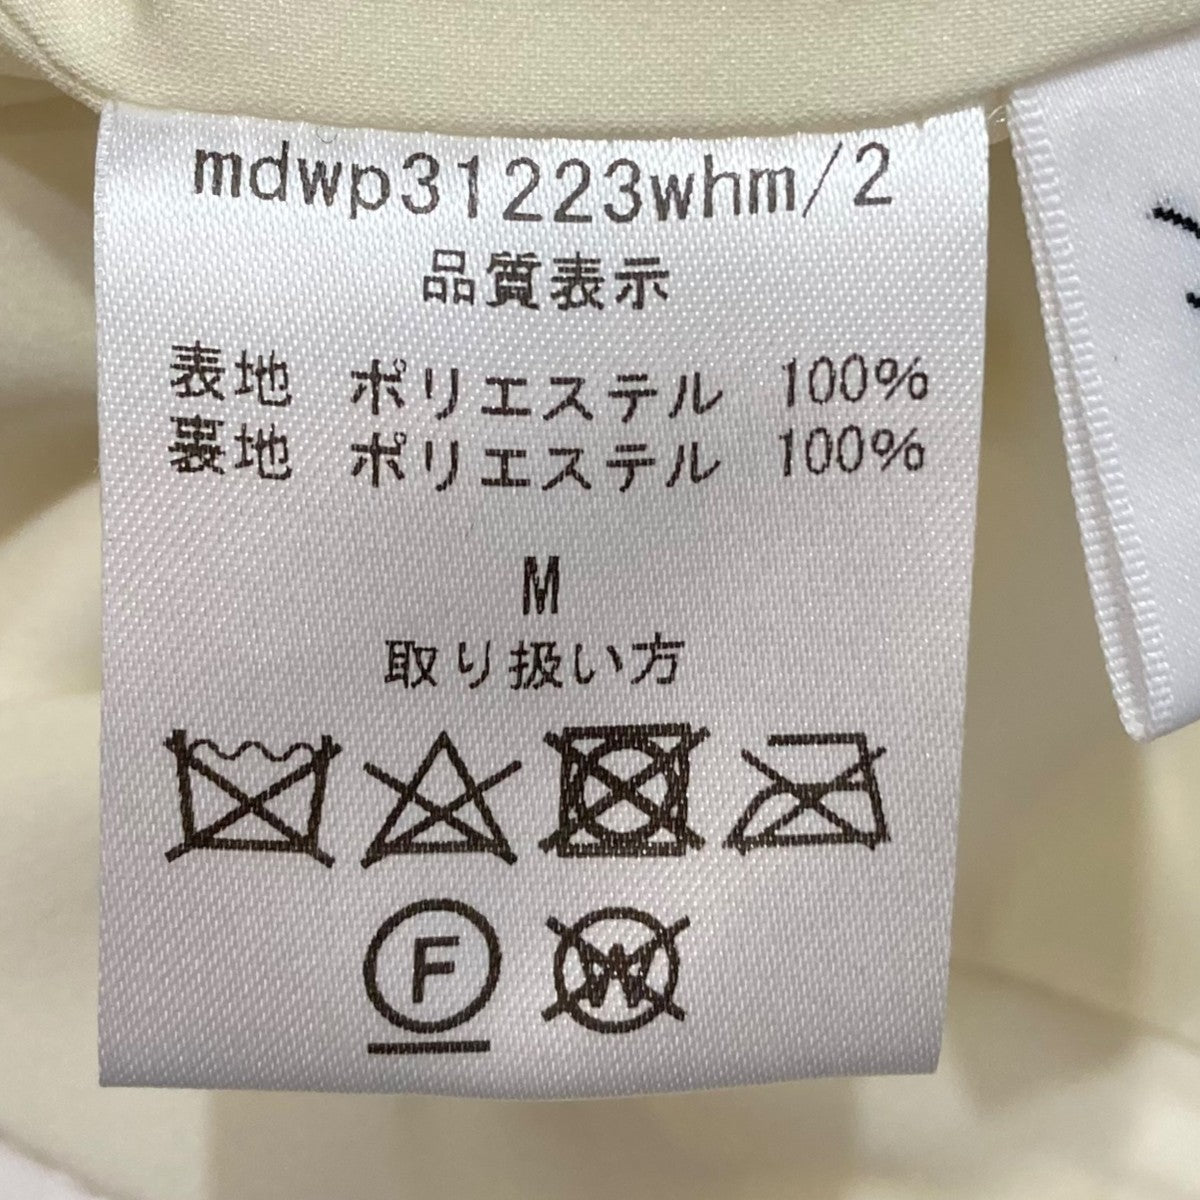 mdwp31223whm/2
品質表示
表地 ポリエステル 100%
裏地 ポリエステル 100%
M
取り扱い方
F W